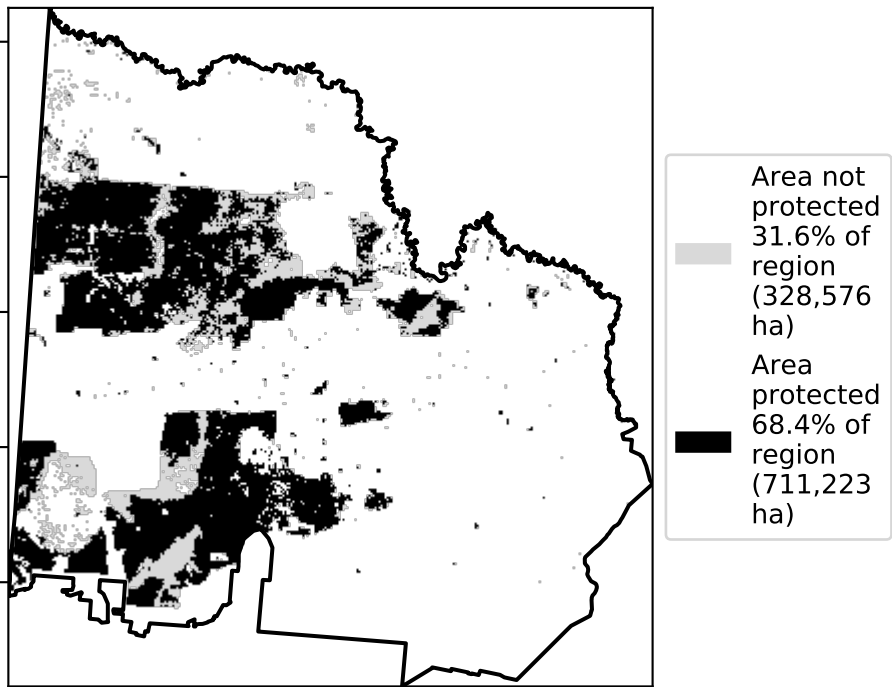 Area not
protected
31.6% of
region
(328,576
ha)
Area
protected
68.4% of
region
(711,223
ha)